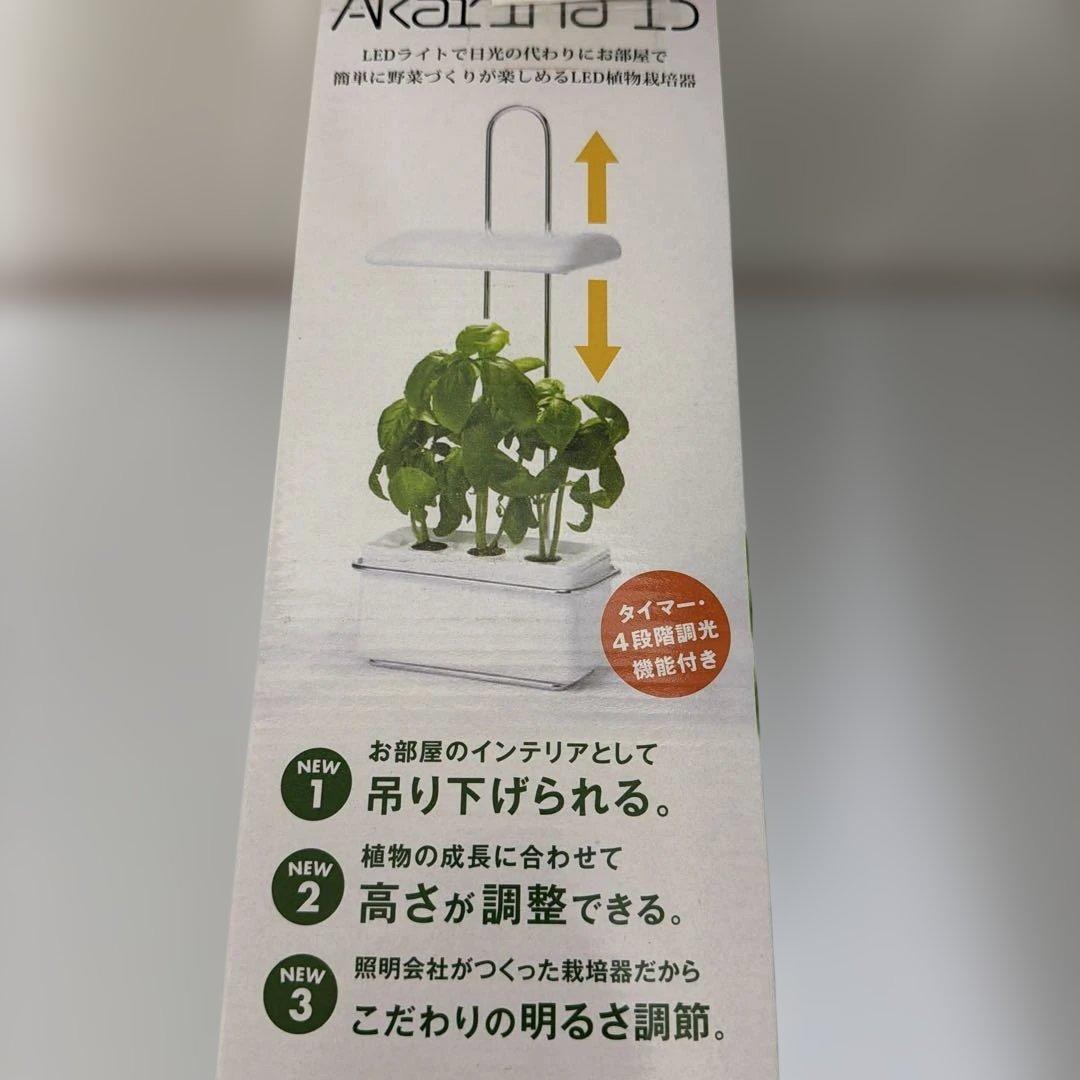 Akarina 15
LEDライトで日光の代わりにお部屋で
簡単に野菜づくりが楽しめるLED植物栽培器
タイマー・
4段階調光
機能付き
NEW
1
お部屋のインテリアとして
吊り下げられる。
NEW
2
植物の成長に合わせて
高さが調整できる。
NEW
3
照明会社がつくった栽培器だから
こだわりの明るさ調節。